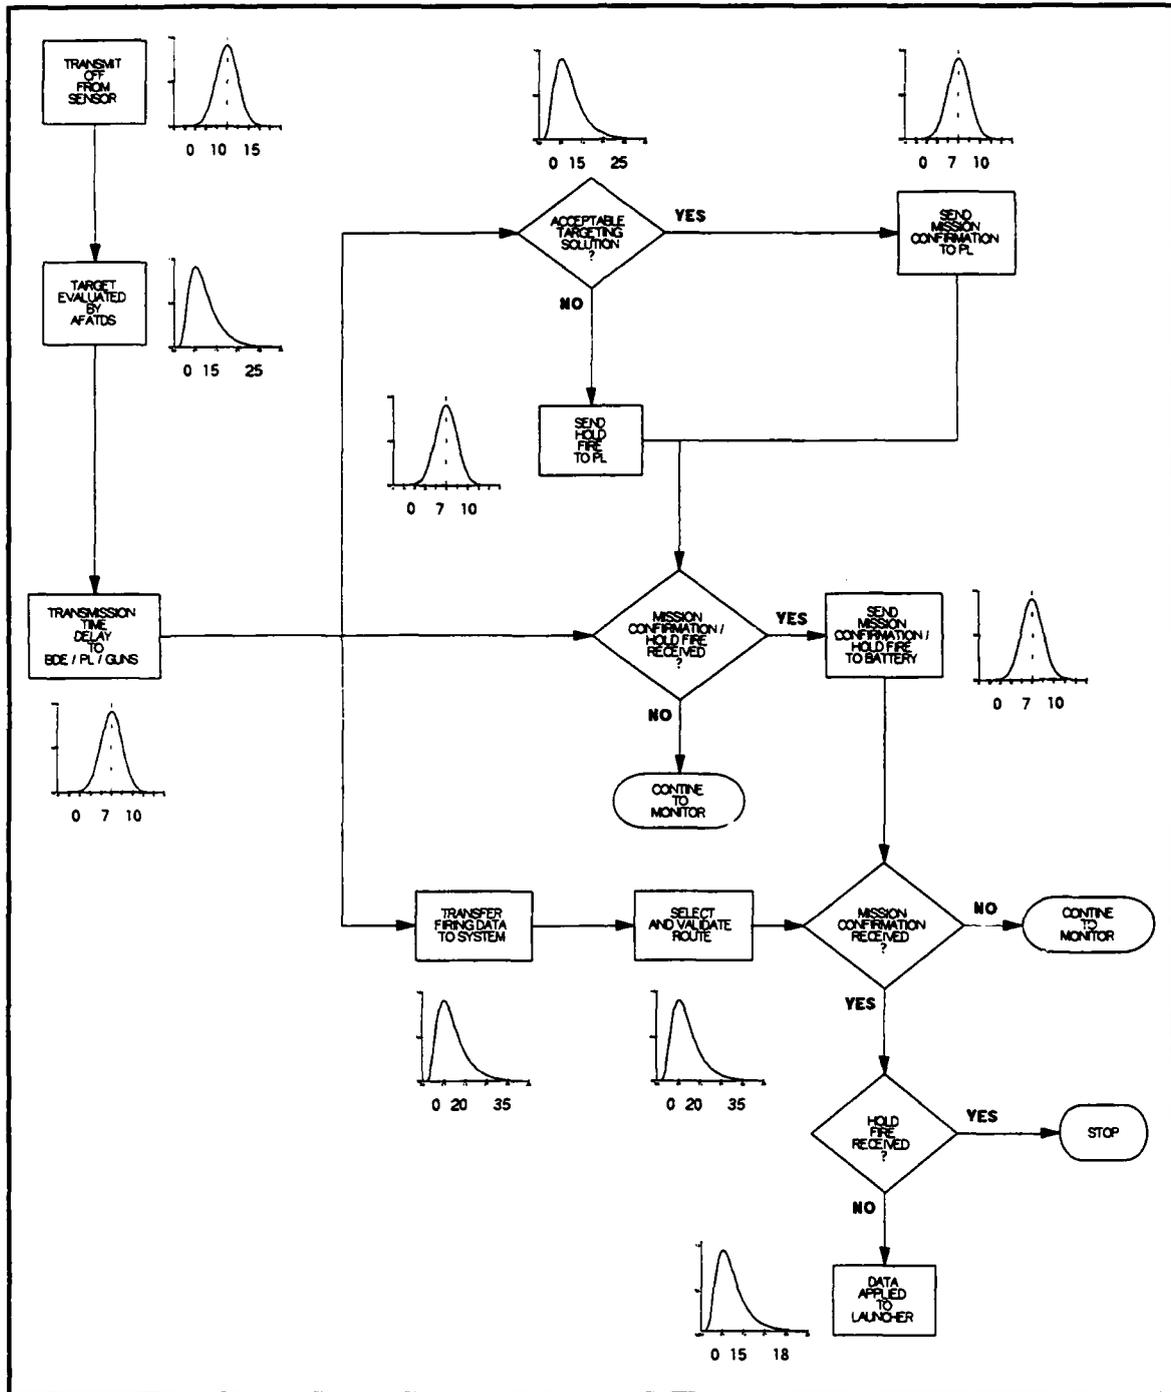 TRANSMIT
OFF
FROM
SENSOR
0 10 15
0 15 25
0 7 10
ACCEPTABLE
TARGETING
SOLUTION
?
YES
SEND
MISSION
CONFIRMATION
TO PL
NO
TARGET
EVALUATED
BY
AFATDS
0 15 25
SEND
HOLD
FIRE
TO PL
0 7 10
TRANSMISSION
TIME
DELAY
TO
BDE / PL / GUNS
0 7 10
MISSION
CONFIRMATION /
HOLD FIRE
RECEIVED
?
YES
SEND
MISSION
CONFIRMATION /
HOLD FIRE
TO BATTERY
0 7 10
NO
CONTINE
TO
MONITOR
TRANSFER
FIRING DATA
TO SYSTEM
0 20 35
SELECT
AND VALIDATE
ROUTE
0 20 35
MISSION
CONFIRMATION
RECEIVED
?
NO
CONTINE
TO
MONITOR
YES
HOLD
FIRE
RECEIVED
?
YES
STOP
NO
DATA
APPLIED
TO
LAUNCHER
0 15 18